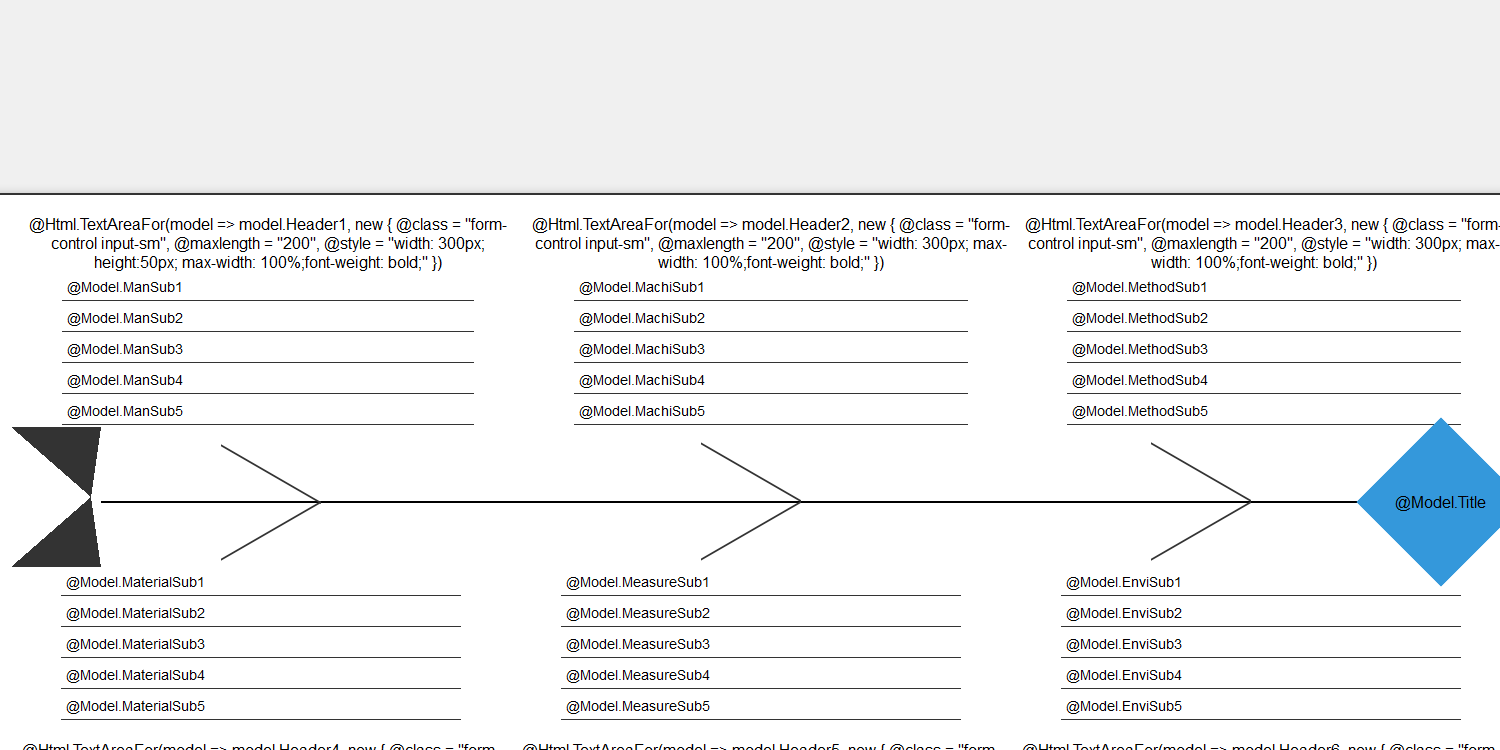 @Html.TextAreaFor(model => model.Header1, new { @class = "form-
control input-sm", @maxlength = "200", @style = "width: 300px;
height:50px; max-width: 100%;font-weight: bold;" })
@Model.ManSub1
@Model.ManSub2
@Model.ManSub3
@Model.ManSub4
@Model.ManSub5
@Html.TextAreaFor(model => model.Header2, new { @class = "form-
control input-sm", @maxlength = "200", @style = "width: 300px; max-
width: 100%;font-weight: bold;" })
@Model.MachiSub1
@Model.MachiSub2
@Model.MachiSub3
@Model.MachiSub4
@Model.MachiSub5
@Html.TextAreaFor(model => model.Header3, new { @class = "form-
control input-sm", @maxlength = "200", @style = "width: 300px; max-
width: 100%;font-weight: bold;" })
@Model.MethodSub1
@Model.MethodSub2
@Model.MethodSub3
@Model.MethodSub4
@Model.MethodSub5
@Model.Title
@Model.MaterialSub1
@Model.MaterialSub2
@Model.MaterialSub3
@Model.MaterialSub4
@Model.MaterialSub5
@Html.TextAreaFor(model => model.Header4, new { @class = "form-
@Model.MeasureSub1
@Model.MeasureSub2
@Model.MeasureSub3
@Model.MeasureSub4
@Model.MeasureSub5
@Html.TextAreaFor(model => model.Header5, new { @class = "form-
@Model.EnviSub1
@Model.EnviSub2
@Model.EnviSub3
@Model.EnviSub4
@Model.EnviSub5
@Html.TextAreaFor(model => model.Header6, new { @class = "form-